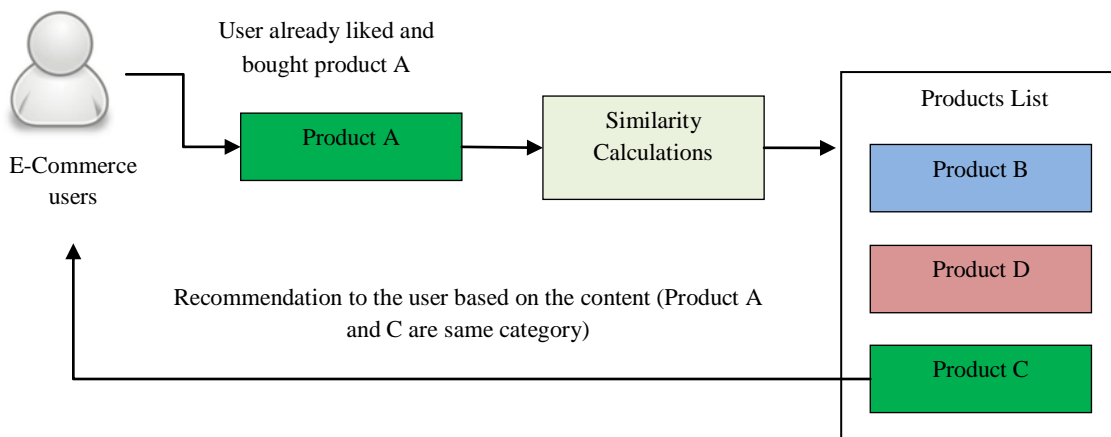 User already liked and
bought product A
E-Commerce
users
Product A
Similarity
Calculations
Products List
Product B
Product D
Product C
Recommendation to the user based on the content (Product A
and C are same category)